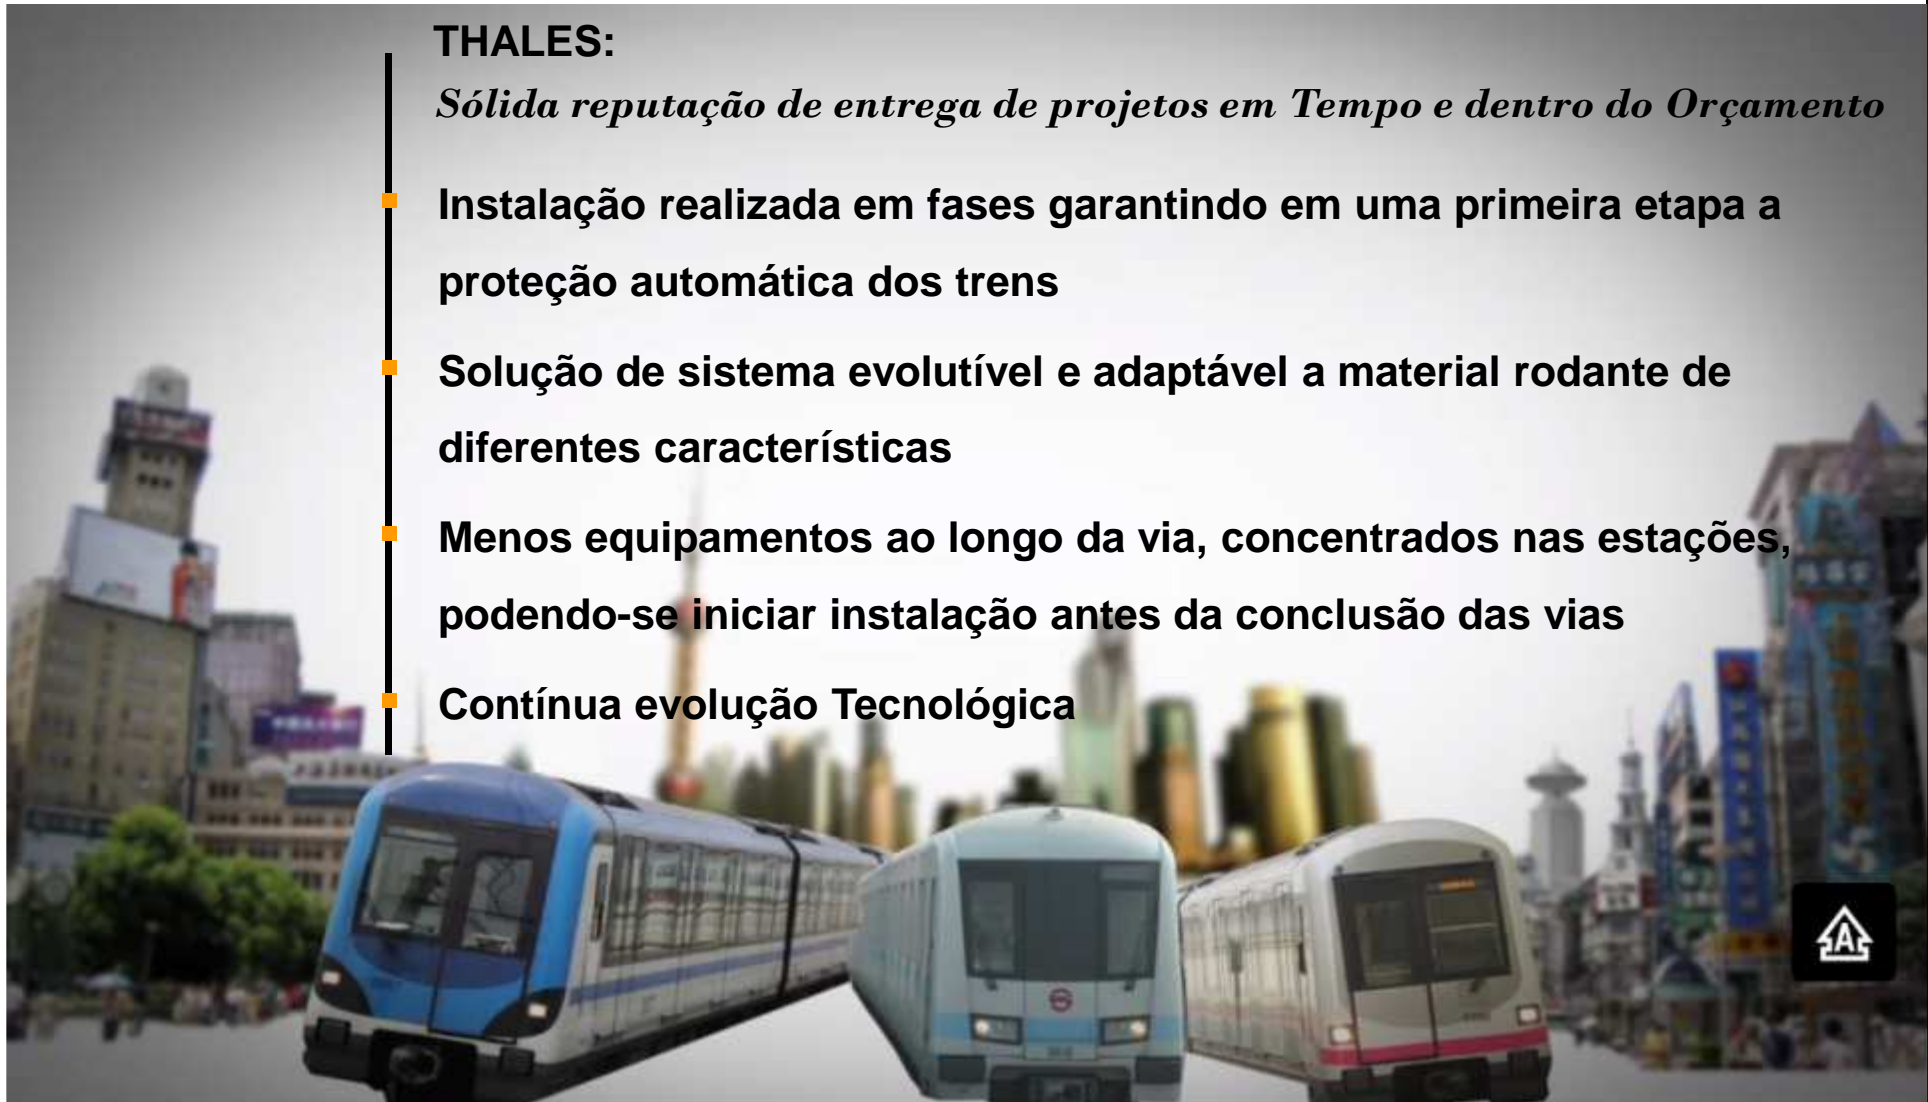 THALES:
Sólida reputação de entrega de projetos em Tempo e dentro do Orçamento
Instalação realizada em fases garantindo em uma primeira etapa a
proteção automática dos trens
Solução de sistema evolutível e adaptável a material rodante de
diferentes características
Menos equipamentos ao longo da via, concentrados nas estações,
podendo-se iniciar instalação antes da conclusão das vias
Contínua evolução Tecnológica
A